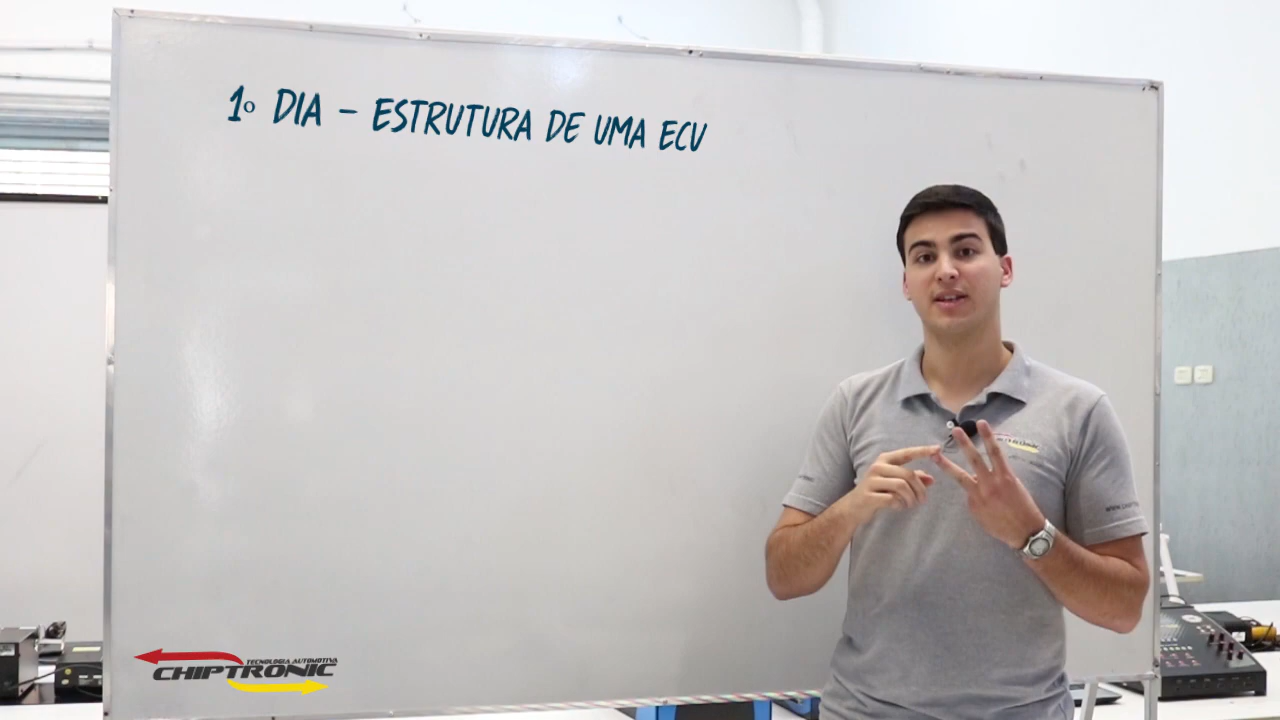 1º DIA - ESTRUTURA DE UMA ECU
TECNOLOGIA AUTOMOTIVA
CHIPTRONIC